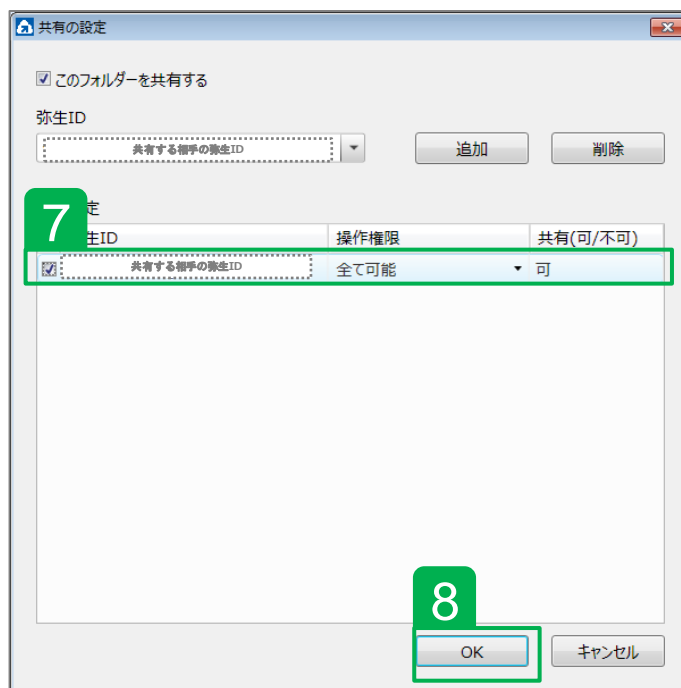 共有の設定
このフォルダーを共有する
弥生ID
共有する相手の弥生ID
追加
削除
7
定
生ID
操作権限
共有(可/不可)
共有する相手の弥生ID
全て可能
可
8
OK
キャンセル